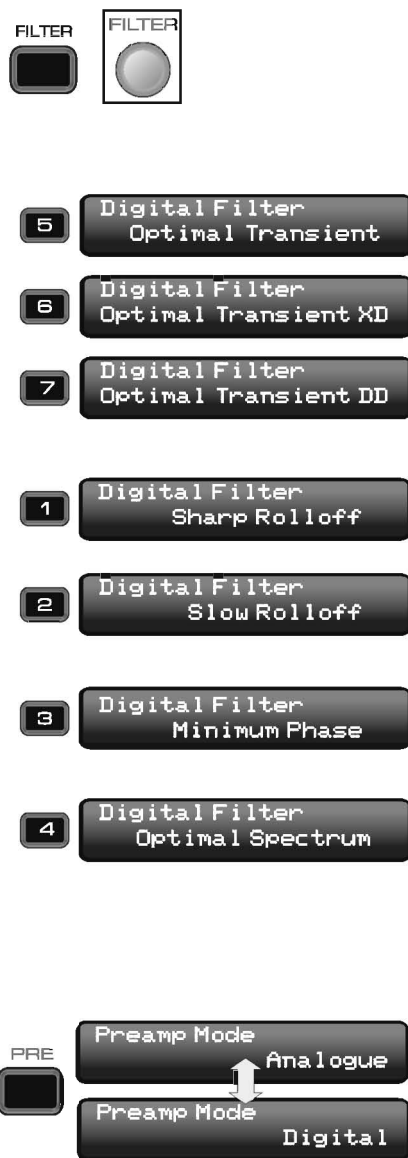 FILTER FILTER
5 Digital Filter
Optimal Transient
6 Digital Filter
Optimal Transient XD
7 Digital Filter
Optimal Transient DD
1 Digital Filter
Sharp Rolloff
2 Digital Filter
Slow Rolloff
3 Digital Filter
Minimum Phase
4 Digital Filter
Optimal Spectrum
PRE
Preamp Mode
Analogue
Preamp Mode
Digital